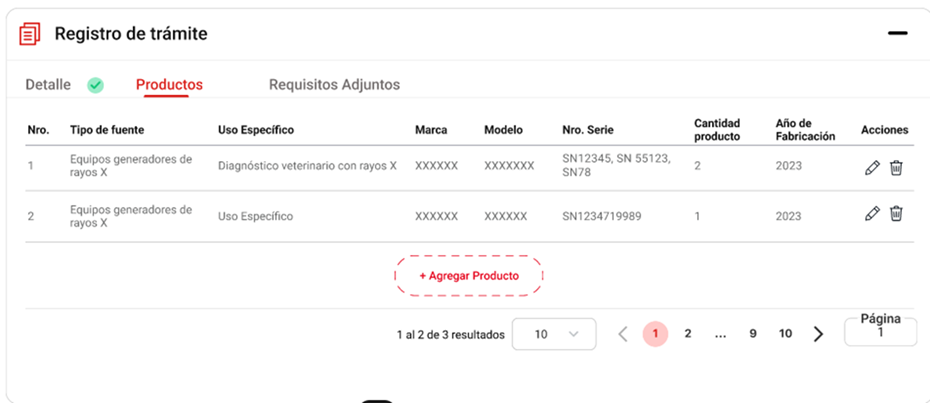 Registro de trámite
Detalle Productos Requisitos Adjuntos
Nro. Tipo de fuente Uso Específico Marca Modelo Nro. Serie Cantidad producto Año de Fabricación Acciones
1 Equipos generadores de rayos X Diagnóstico veterinario con rayos X XXXXXX XXXXXXX SN12345, SN 55123, SN78 2 2023
2 Equipos generadores de rayos X Uso Específico XXXXXX XXXXXX SN1234719989 1 2023
+ Agregar Producto
1 al 2 de 3 resultados 10 1 2 ... 9 10 Página 1